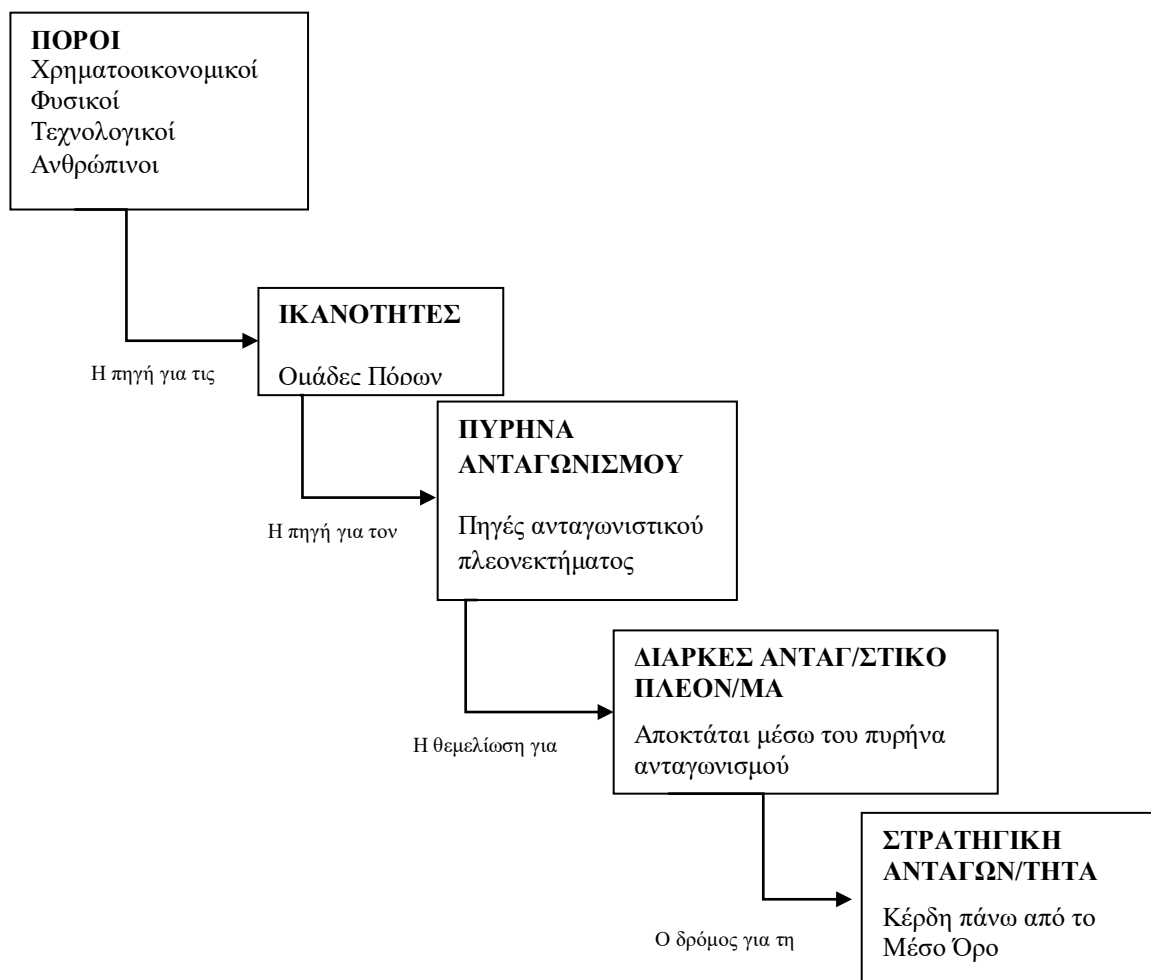 ΠΟΡΟΙ
Χρηματοοικονομικοί
Φυσικοί
Τεχνολογικοί
Ανθρώπινοι
ΙΚΑΝΟΤΗΤΕΣ
Η πηγή για τις
Ομάδες Πόρων
ΠΥΡΗΝΑ
ΑΝΤΑΓΩΝΙΣΜΟΥ
Η πηγή για τον
Πηγές ανταγωνιστικού
πλεονεκτήματος
ΔΙΑΡΚΕΣ ΑΝΤΑΓ/ΣΤΙΚΟ
ΠΛΕΟΝ/ΜΑ
Η θεμελίωση για
Αποκτάται μέσω του πυρήνα
ανταγωνισμού
ΣΤΡΑΤΗΓΙΚΗ
ΑΝΤΑΓΩΝ/ΤΗΤΑ
Ο δρόμος για τη
Κέρδη πάνω από το
Μέσο Όρο